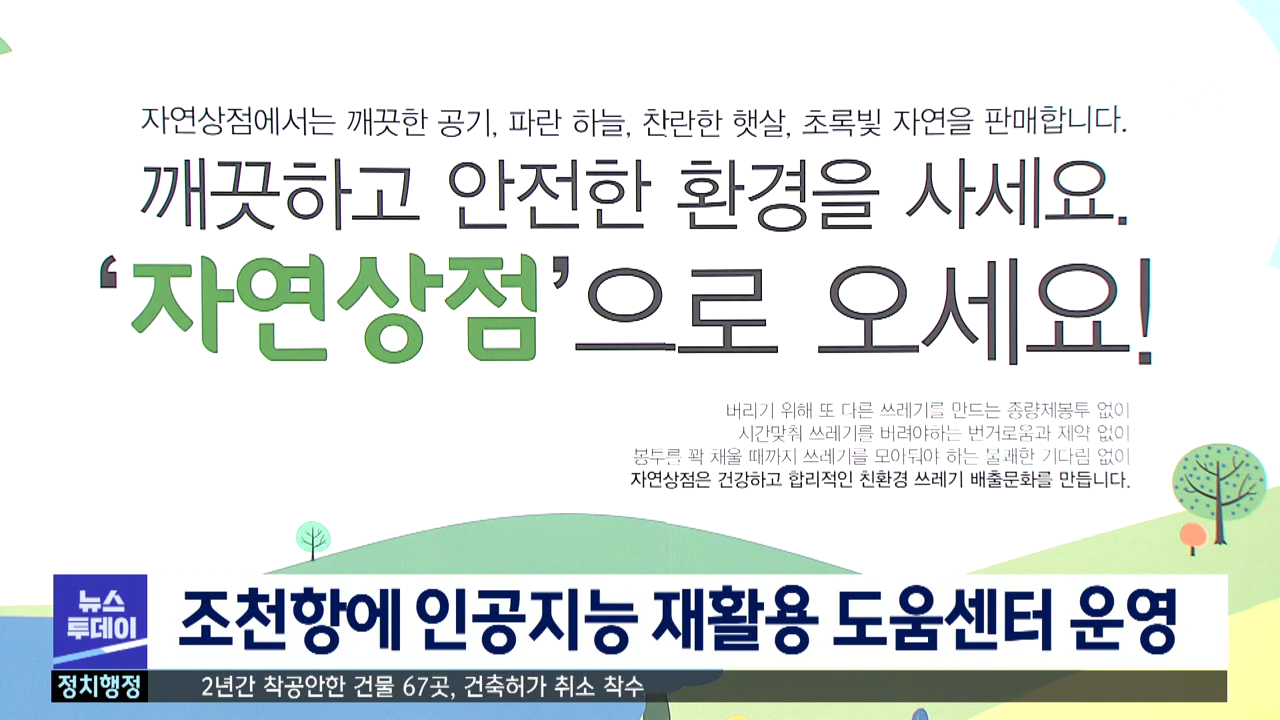 자연상점에서는 깨끗한 공기, 파란 하늘, 찬란한 햇살, 초록빛 자연을 판매합니다.
깨끗하고 안전한 환경을 사세요.
‘자연상점’으로 오세요!
버리기 위해 또 다른 쓰레기를 만드는 종량제봉투 없이
시간맞춰 쓰레기를 버려야하는 번거로움과 제약 없이
봉투를 꽉 채울 때까지 쓰레기를 모아둬야 하는 불쾌한 기다림 없이
자연상점은 건강하고 합리적인 친환경 쓰레기 배출문화를 만듭니다.
뉴스
투데이
조천항에 인공지능 재활용 도움센터 운영
정치행정
2년간 착공안한 건물 67곳, 건축허가 취소 착수